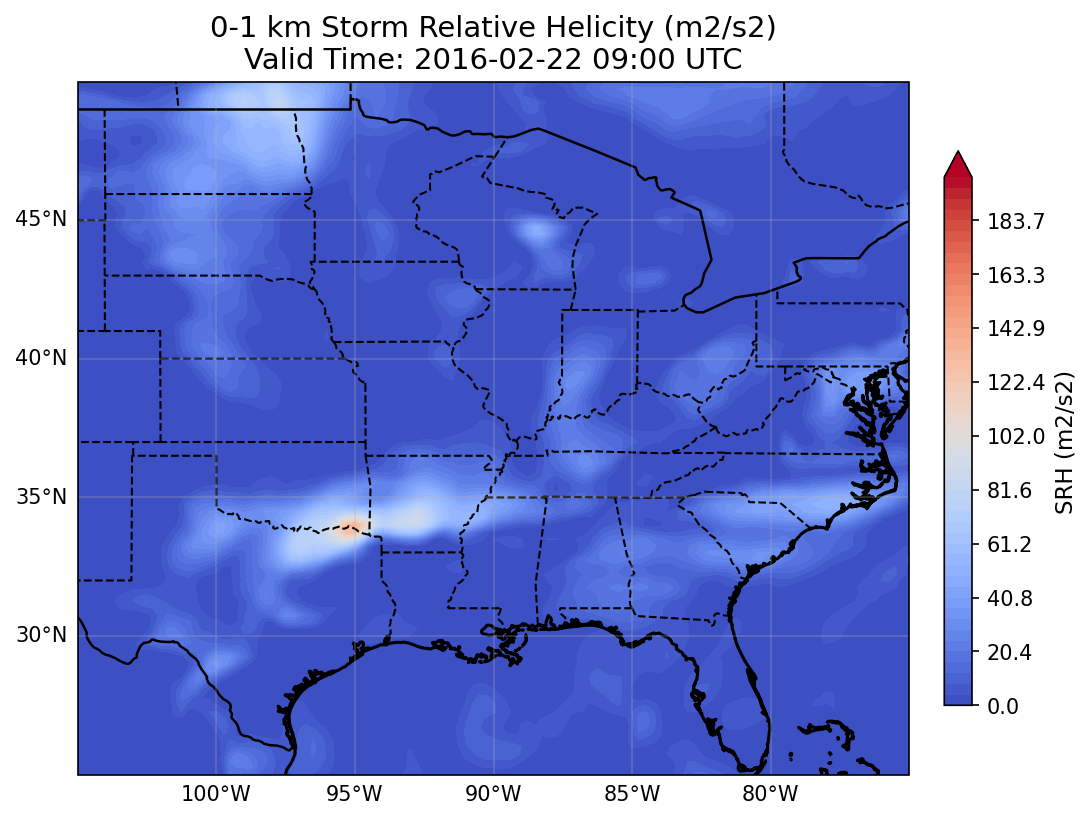 0-1 km Storm Relative Helicity (m2/s2)
Valid Time: 2016-02-22 09:00 UTC
45°N
40°N
35°N
30°N
100°W
95°W
90°W
85°W
80°W
183.7
163.3
142.9
122.4
102.0
81.6
61.2
40.8
20.4
0.0
SRH (m2/s2)